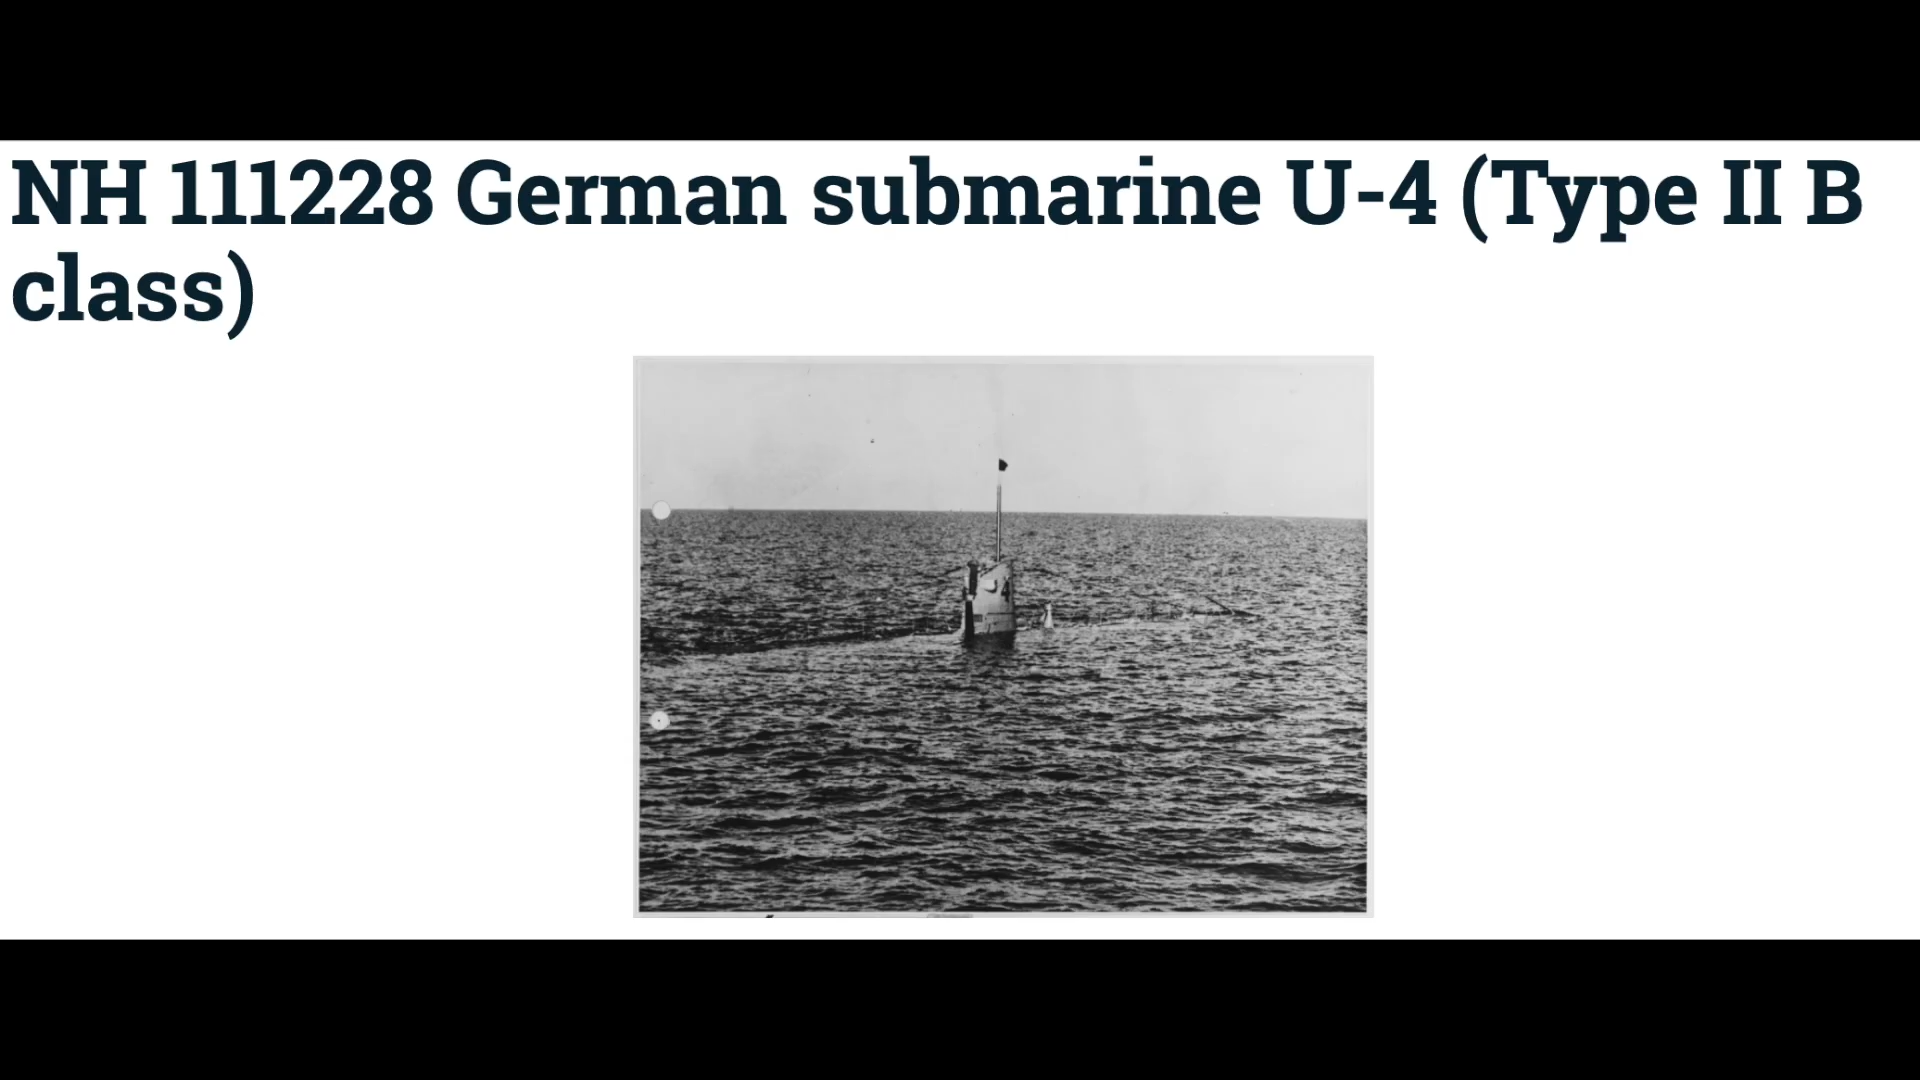 NH 111228 German submarine U-4 (Type II B
class)